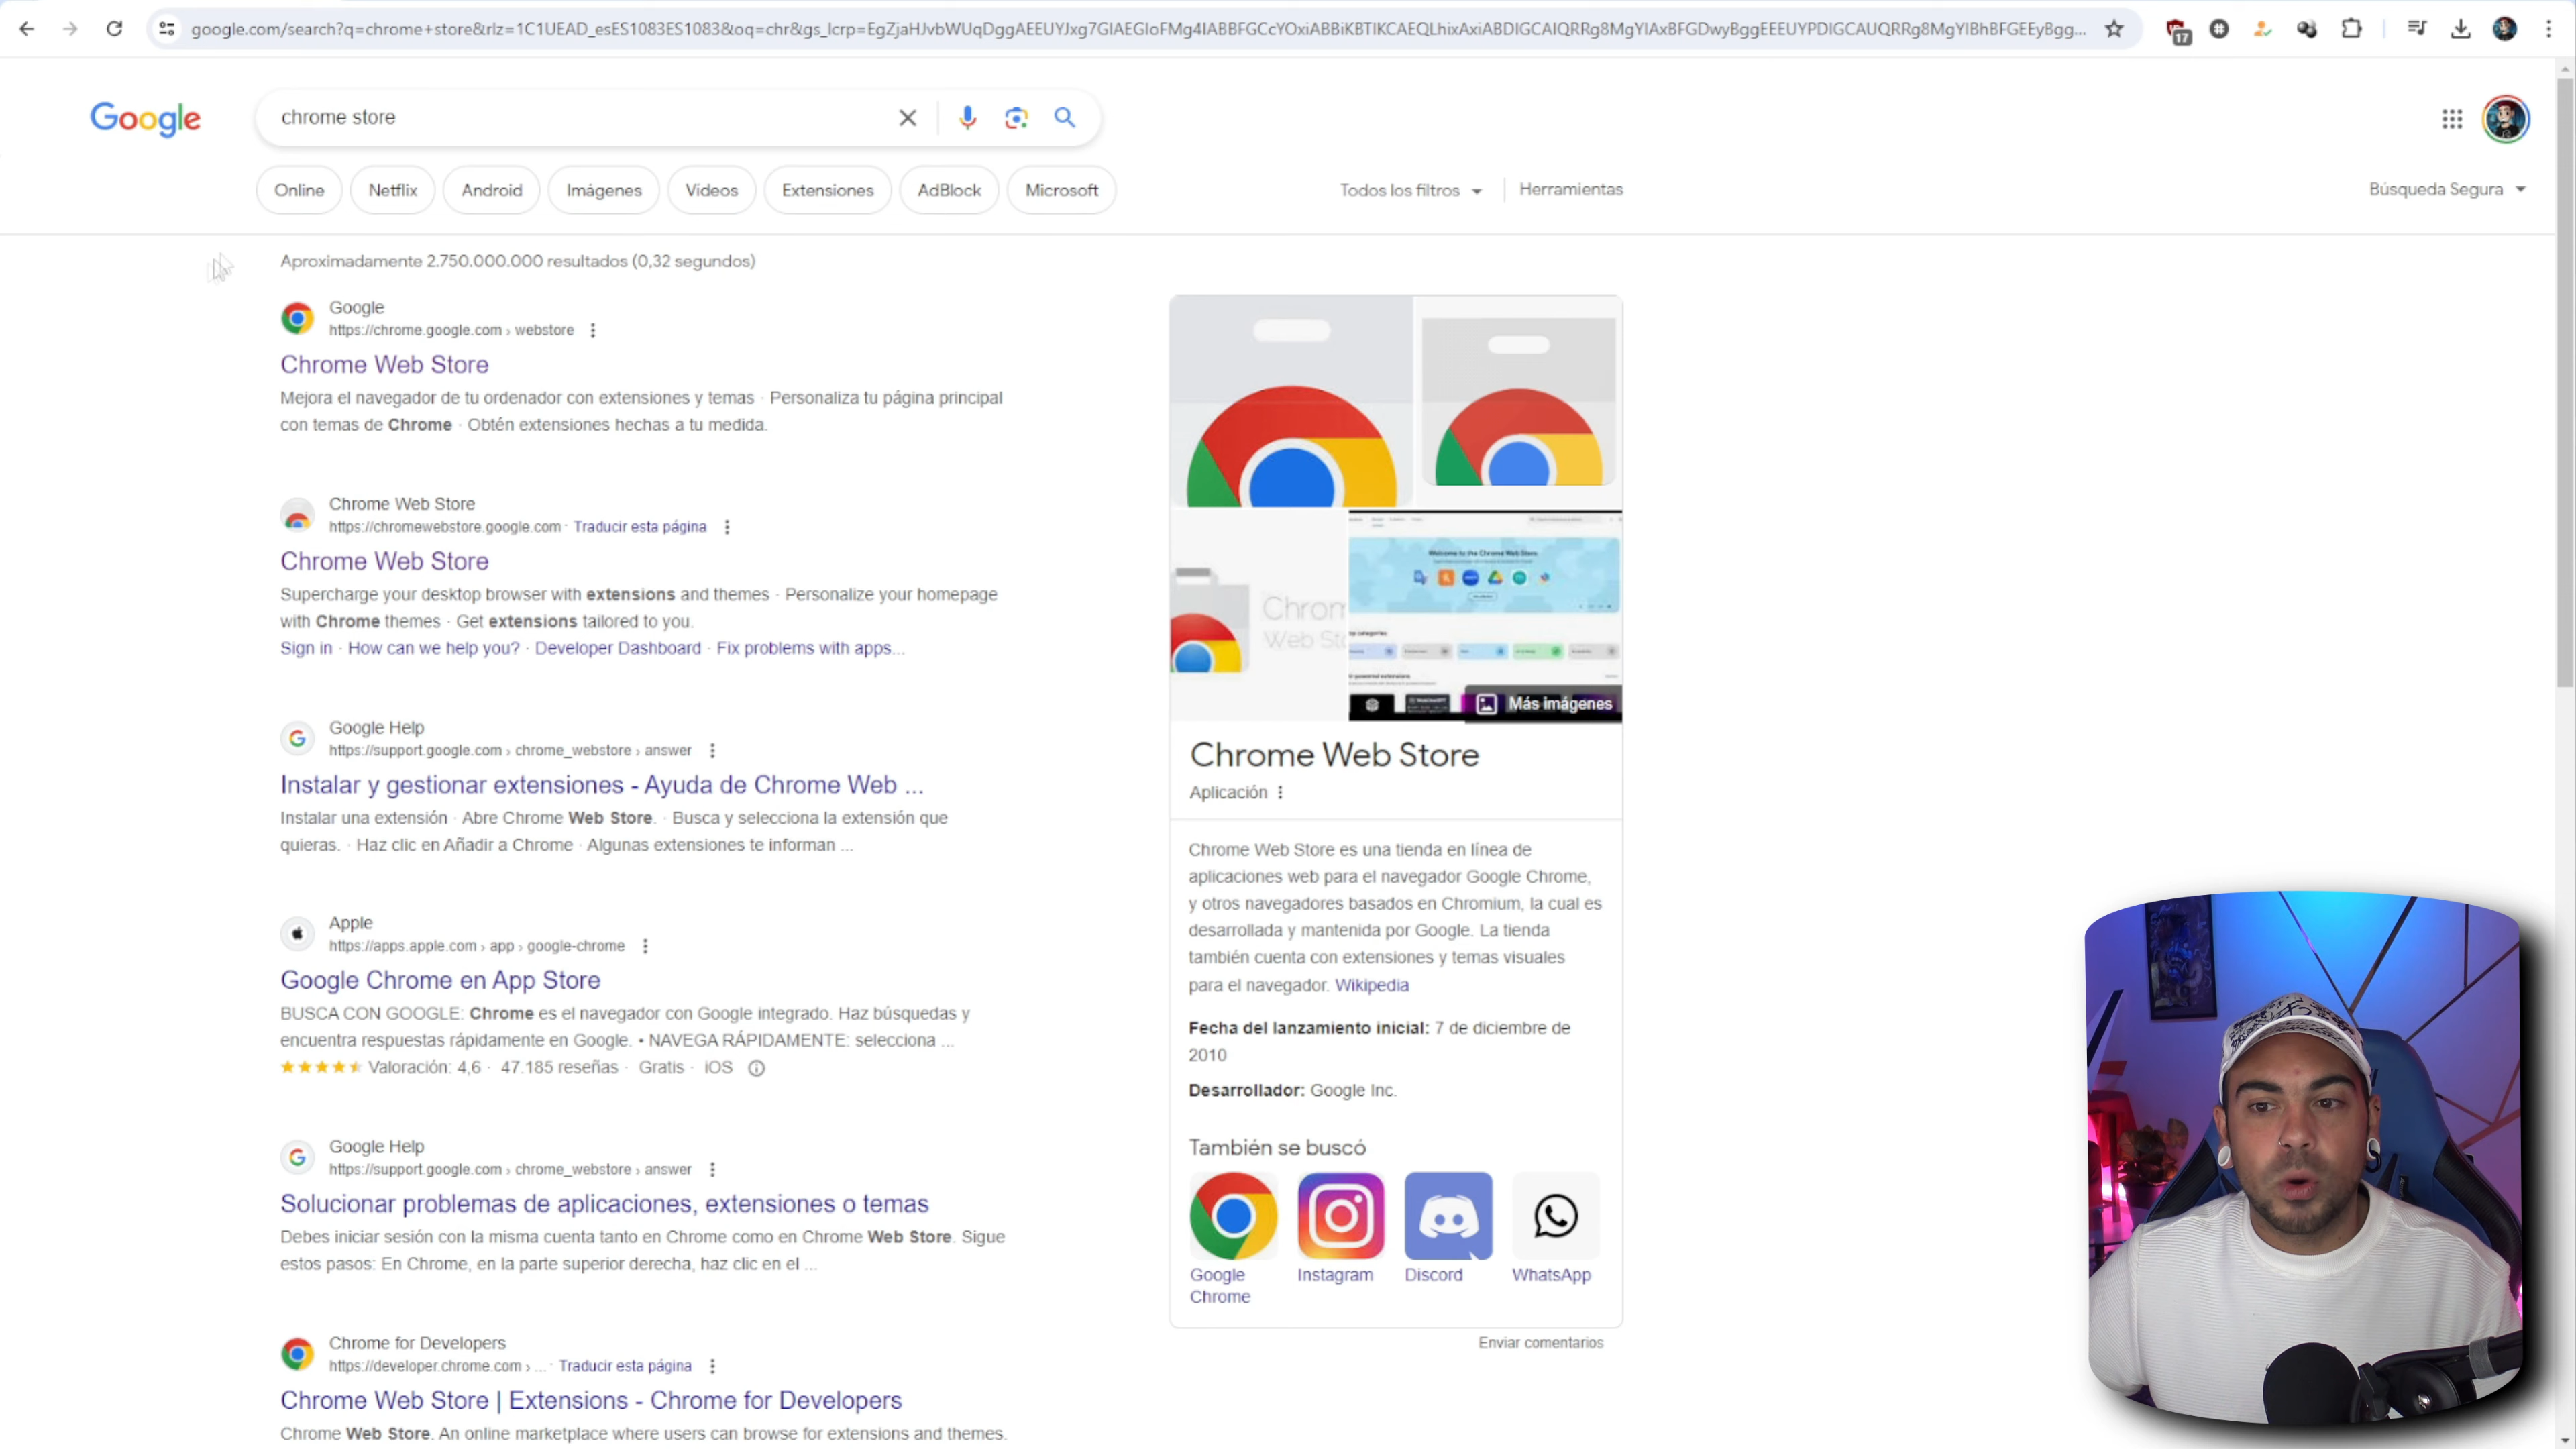 google.com/search?q=chrome+store&rlz=1C1UEAD_esES1083ES1083&oq=chr&gs_lcrp=EgZjaHJvbWUqDggAEEUYJxg7GIAEGIoFMg4IABBFGCcYOxiABBiKBTIKCAEQLhixAxiABDIGCAIQRRg8MgYIAxBFGDwyBggEEEUYPDIGCAUQRRg8MgYIBhBFGEEyBgg...
17
Google
chrome store
Online
Netflix
Android
Imágenes
Vídeos
Extensiones
AdBlock
Microsoft
Todos los filtros
Herramientas
Búsqueda Segura
Aproximadamente 2.750.000.000 resultados (0,32 segundos)
Google
https://chrome.google.com › webstore
Chrome Web Store
Mejora el navegador de tu ordenador con extensiones y temas · Personaliza tu página principal
con temas de Chrome · Obtén extensiones hechas a tu medida.
Chrome Web Store
https://chromewebstore.google.com · Traducir esta página
Chrome Web Store
Supercharge your desktop browser with extensions and themes · Personalize your homepage
with Chrome themes · Get extensions tailored to you.
Sign in · How can we help you? · Developer Dashboard · Fix problems with apps...
Google Help
https://support.google.com › chrome_webstore › answer
Instalar y gestionar extensiones - Ayuda de Chrome Web ...
Instalar una extensión · Abre Chrome Web Store. · Busca y selecciona la extensión que
quieras. · Haz clic en Añadir a Chrome · Algunas extensiones te informan ...
Apple
https://apps.apple.com › app › google-chrome
Google Chrome en App Store
BUSCA CON GOOGLE: Chrome es el navegador con Google integrado. Haz búsquedas y
encuentra respuestas rápidamente en Google. • NAVEGA RÁPIDAMENTE: selecciona ...
Valoración: 4,6 · 47.185 reseñas · Gratis · iOS
Google Help
https://support.google.com › chrome_webstore › answer
Solucionar problemas de aplicaciones, extensiones o temas
Debes iniciar sesión con la misma cuenta tanto en Chrome como en Chrome Web Store. Sigue
estos pasos: En Chrome, en la parte superior derecha, haz clic en el ...
Chrome for Developers
https://developer.chrome.com › ... · Traducir esta página
Chrome Web Store | Extensions - Chrome for Developers
Chrome Web Store. An online marketplace where users can browse for extensions and themes.
Chrom
Web Sto
Welcome to the Chrome Web Store
Más imágenes
Chrome Web Store
Aplicación
Chrome Web Store es una tienda en línea de
aplicaciones web para el navegador Google Chrome,
y otros navegadores basados en Chromium, la cual es
desarrollada y mantenida por Google. La tienda
también cuenta con extensiones y temas visuales
para el navegador. Wikipedia
Fecha del lanzamiento inicial: 7 de diciembre de
2010
Desarrollador: Google Inc.
También se buscó
Google
Chrome
Instagram
Discord
WhatsApp
Enviar comentarios